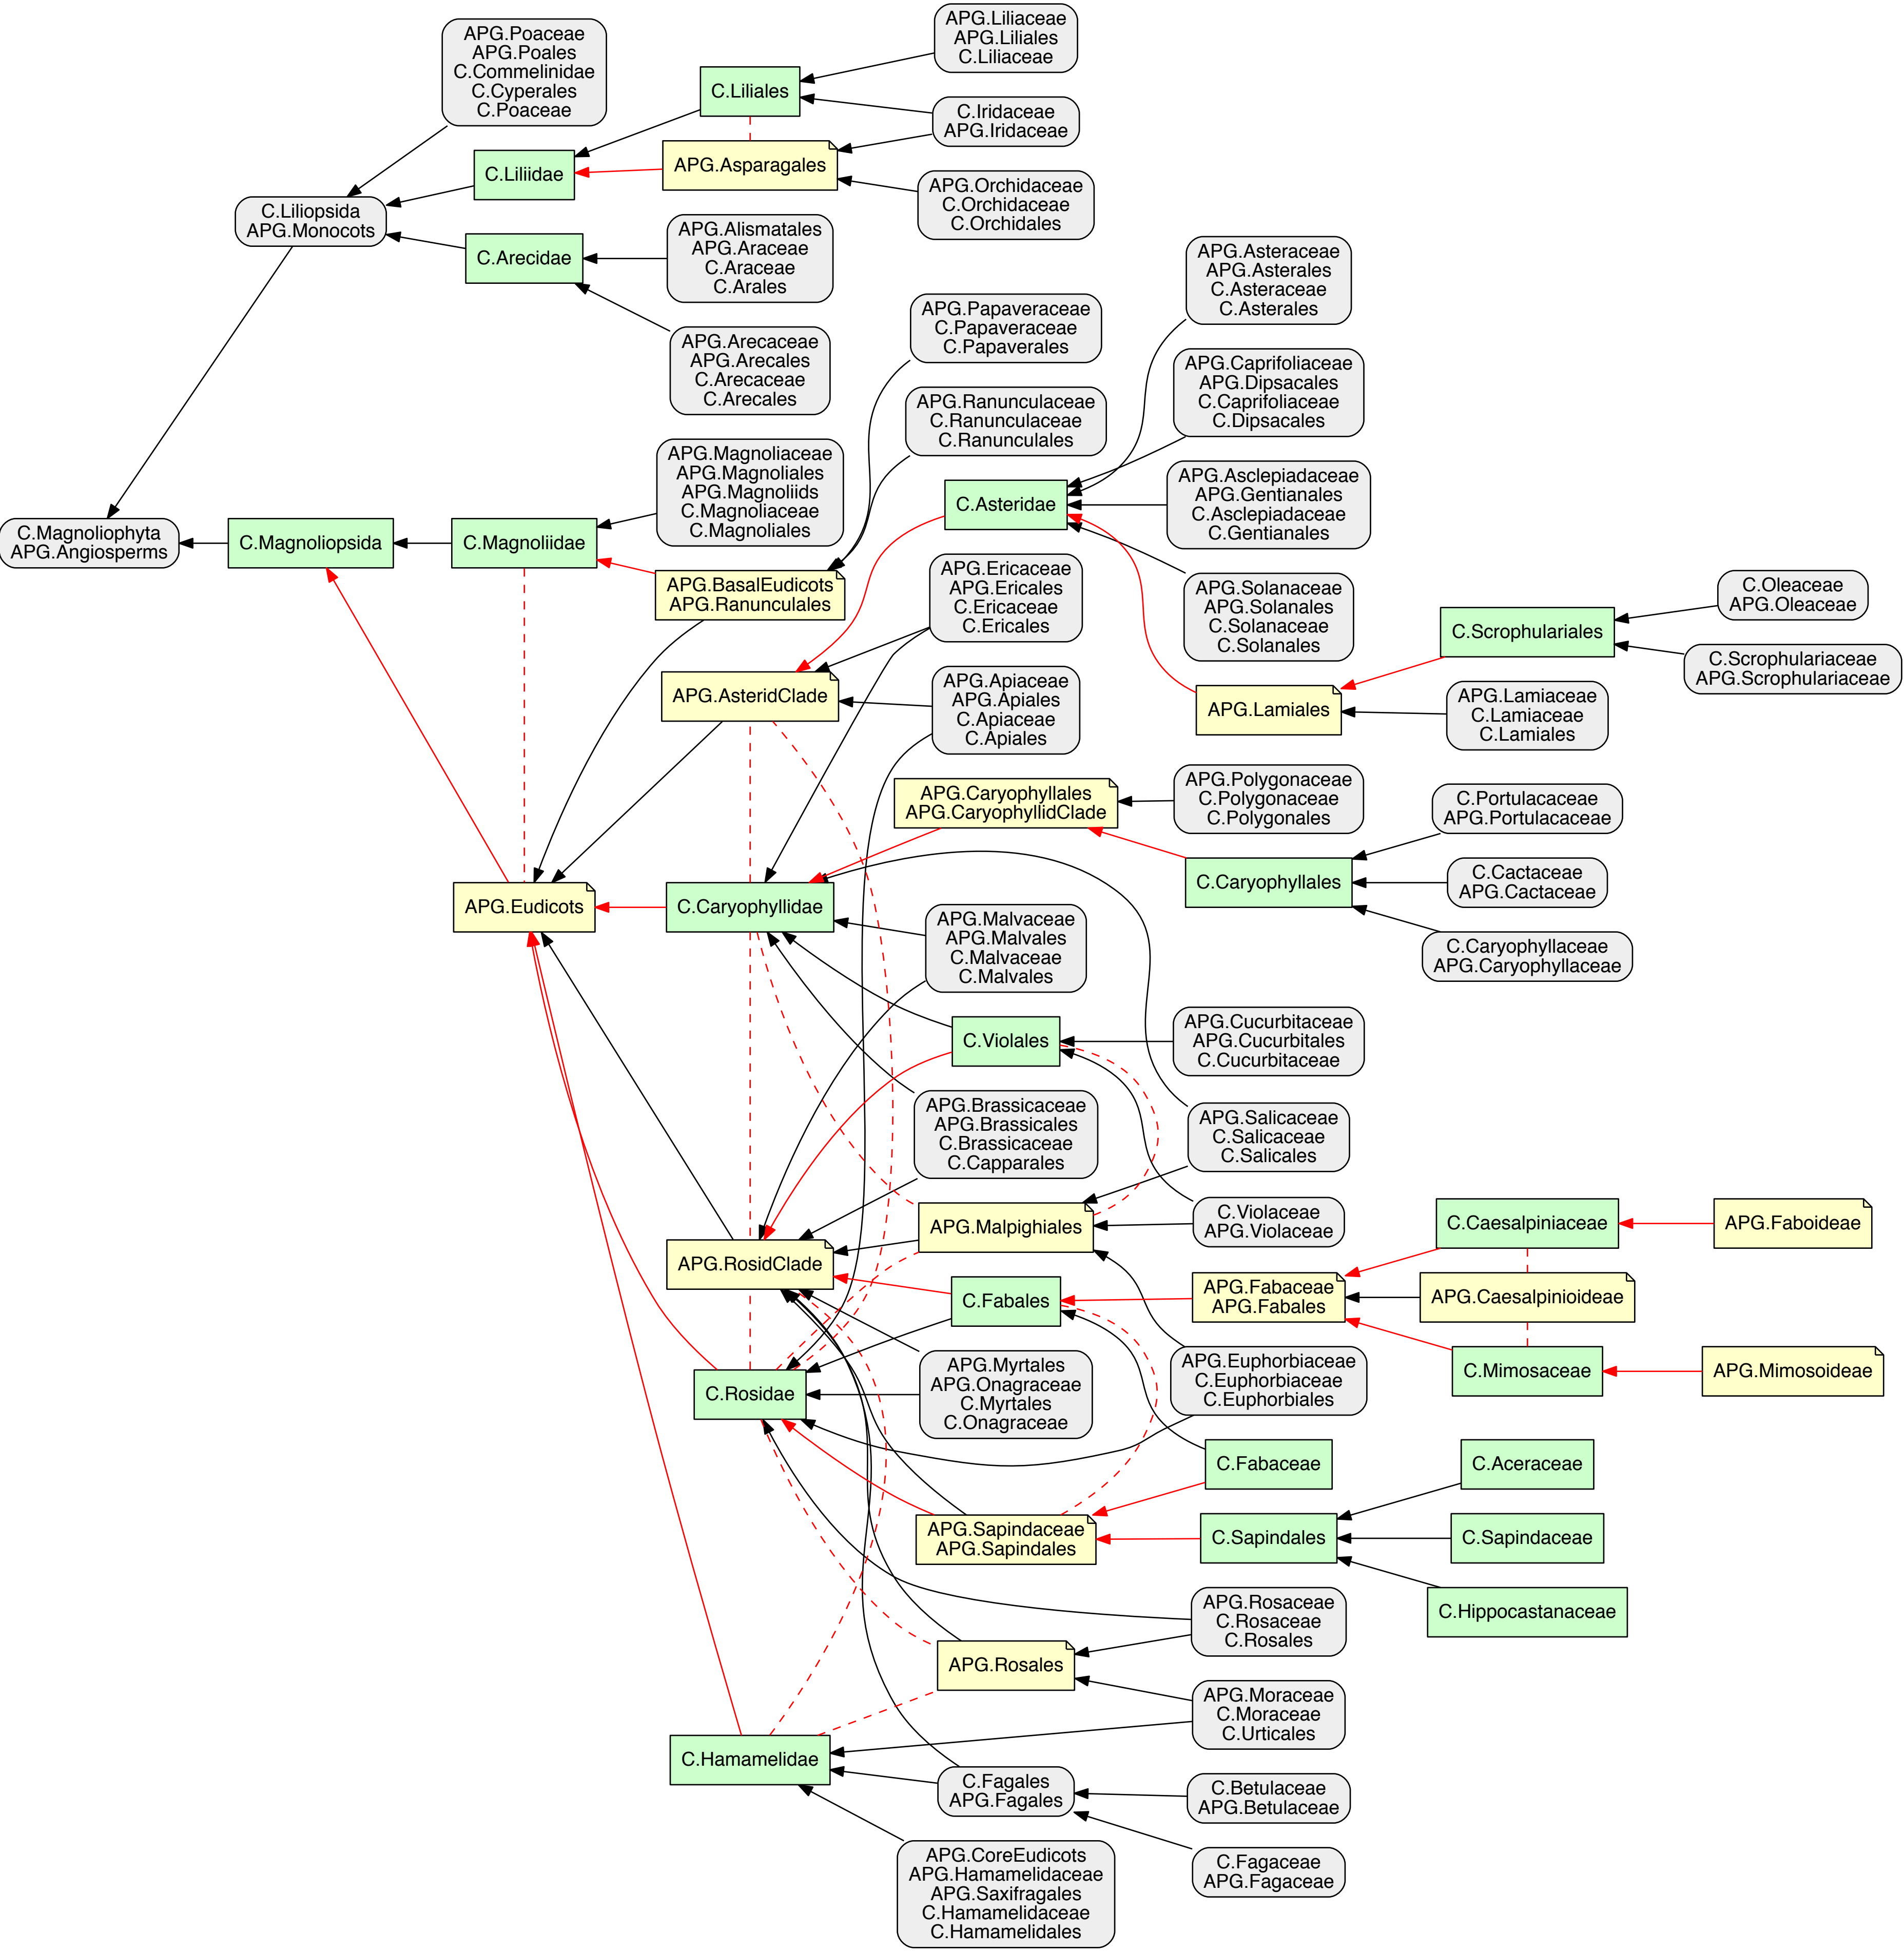 APG.Poaceae
APG.Poales
C.Commelinidae
C.Cyperales
C.Poaceae
C.Liliales
APG.Liliaceae
APG.Liliales
C.Liliaceae
C.Iridaceae
APG.Iridaceae
C.Liliidae
APG.Asparagales
APG.Orchidaceae
C.Orchidaceae
C.Orchidales
C.Liliopsida
APG.Monocots
C.Arecidae
APG.Alismatales
APG.Araceae
C.Araceae
C.Arales
APG.Arecaceae
APG.Arecales
C.Arecaceae
C.Arecales
APG.Papaveraceae
C.Papaveraceae
C.Papaverales
APG.Asteraceae
APG.Asterales
C.Asteraceae
C.Asterales
APG.Ranunculaceae
C.Ranunculaceae
C.Ranunculales
APG.Caprifoliaceae
APG.Dipsacales
C.Caprifoliaceae
C.Dipsacales
C.Magnoliophyta
APG.Angiosperms
C.Magnoliopsida
C.Magnoliidae
APG.Magnoliaceae
APG.Magnoliales
APG.Magnoliids
C.Magnoliaceae
C.Magnoliales
C.Asteridae
APG.Asclepiadaceae
APG.Gentianales
C.Asclepiadaceae
C.Gentianales
APG.BasalEudicots
APG.Ranunculales
APG.Ericaceae
APG.Ericales
C.Ericaceae
C.Ericales
APG.Solanaceae
APG.Solanales
C.Solanaceae
C.Solanales
C.Scrophulariales
C.Oleaceae
APG.Oleaceae
C.Scrophulariaceae
APG.Scrophulariaceae
APG.AsteridClade
APG.Apiaceae
APG.Apiales
C.Apiaceae
C.Apiales
APG.Lamiales
APG.Lamiaceae
C.Lamiaceae
C.Lamiales
APG.Caryophyllales
APG.CaryophyllidClade
APG.Polygonaceae
C.Polygonaceae
C.Polygonales
C.Portulacaceae
APG.Portulacaceae
APG.Eudicots
C.Caryophyllidae
C.Caryophyllales
C.Cactaceae
APG.Cactaceae
APG.Malvaceae
APG.Malvales
C.Malvaceae
C.Malvales
C.Caryophyllaceae
APG.Caryophyllaceae
C.Violales
APG.Cucurbitaceae
APG.Cucurbitales
C.Cucurbitaceae
APG.Brassicaceae
APG.Brassicales
C.Brassicaceae
C.Capparales
APG.Salicaceae
C.Salicaceae
C.Salicales
APG.RosidClade
APG.Malpighiales
C.Violaceae
APG.Violaceae
C.Caesalpiniaceae
APG.Faboideae
C.Fabales
APG.Fabaceae
APG.Fabales
APG.Caesalpinioideae
C.Rosidae
APG.Myrtales
APG.Onagraceae
C.Myrtales
C.Onagraceae
APG.Euphorbiaceae
C.Euphorbiaceae
C.Euphorbiales
C.Mimosaceae
APG.Mimosoideae
C.Fabaceae
C.Aceraceae
APG.Sapindaceae
APG.Sapindales
C.Sapindales
C.Sapindaceae
C.Hippocastanaceae
APG.Rosaceae
C.Rosaceae
C.Rosales
APG.Rosales
APG.Moraceae
C.Moraceae
C.Urticales
C.Hamamelidae
C.Fagales
APG.Fagales
C.Betulaceae
APG.Betulaceae
C.Fagaceae
APG.Fagaceae
APG.CoreEudicots
APG.Hamamelidaceae
APG.Saxifragales
C.Hamamelidaceae
C.Hamamelidales